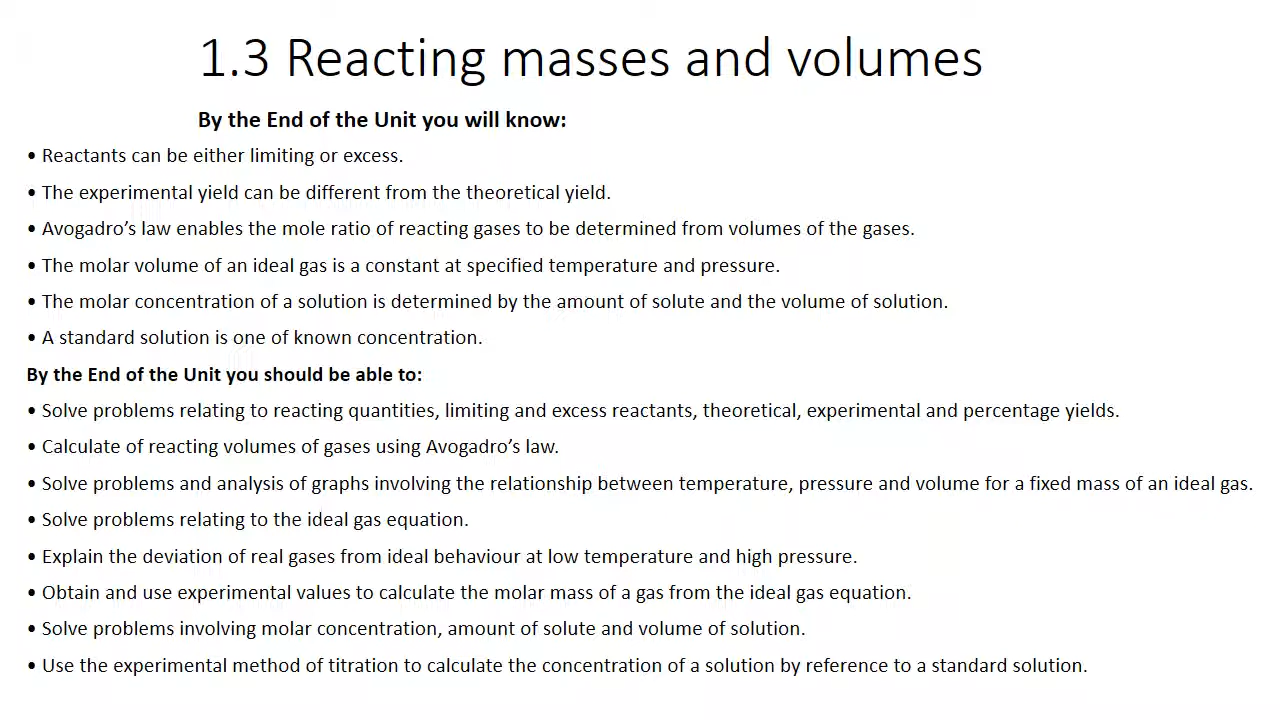 1.3 Reacting masses and volumes
By the End of the Unit you will know:
• Reactants can be either limiting or excess.
• The experimental yield can be different from the theoretical yield.
• Avogadro’s law enables the mole ratio of reacting gases to be determined from volumes of the gases.
• The molar volume of an ideal gas is a constant at specified temperature and pressure.
• The molar concentration of a solution is determined by the amount of solute and the volume of solution.
• A standard solution is one of known concentration.
By the End of the Unit you should be able to:
• Solve problems relating to reacting quantities, limiting and excess reactants, theoretical, experimental and percentage yields.
• Calculate of reacting volumes of gases using Avogadro’s law.
• Solve problems and analysis of graphs involving the relationship between temperature, pressure and volume for a fixed mass of an ideal gas.
• Solve problems relating to the ideal gas equation.
• Explain the deviation of real gases from ideal behaviour at low temperature and high pressure.
• Obtain and use experimental values to calculate the molar mass of a gas from the ideal gas equation.
• Solve problems involving molar concentration, amount of solute and volume of solution.
• Use the experimental method of titration to calculate the concentration of a solution by reference to a standard solution.